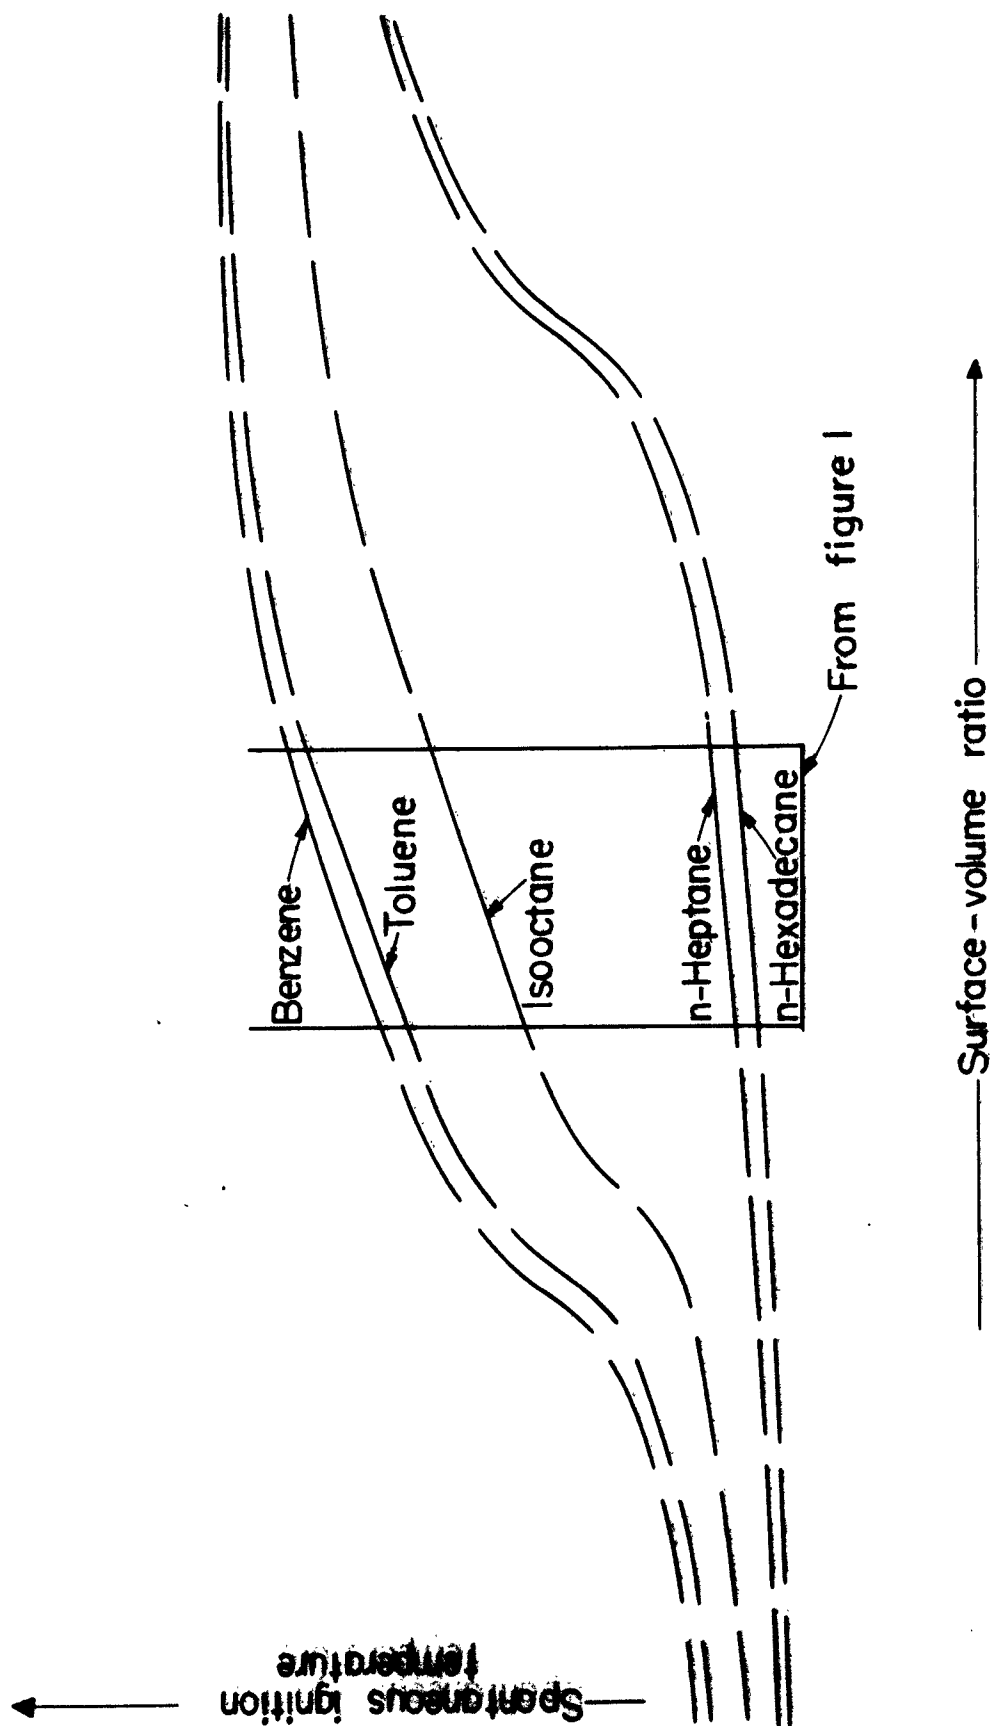 Spontaneous ignition
temperature
Benzene
Toluene
Isooctane
n-Heptane
n-Hexadecane
From figure 1
Surface-volume ratio